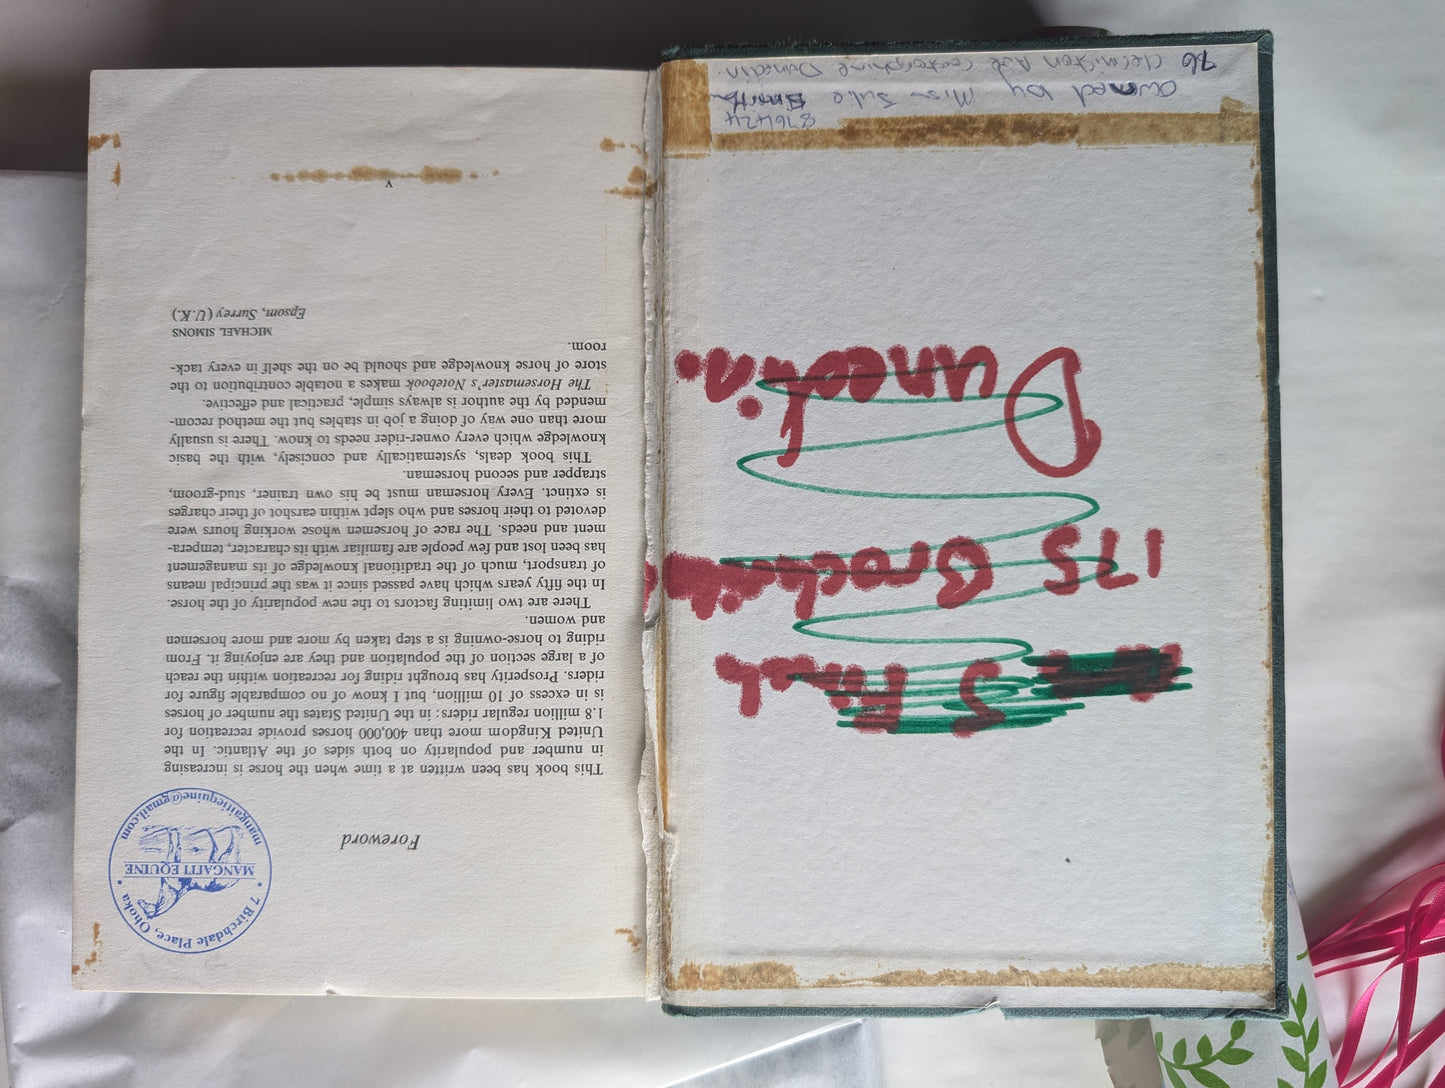 175 Brockville
Dunedin.
owned by Miss Julie Smith
76 Clermiston Ave Corstorphine Dunedin.
7 Birchdale Place, Ohoka
MANGAITI EQUINE
mangaitiequine@gmail.com
Foreword
This book has been written at a time when the horse is increasing
in number and popularity on both sides of the Atlantic. In the
United Kingdom more than 400,000 horses provide recreation for
1.8 million regular riders; in the United States the number of horses
is in excess of 10 million, but I know of no comparable figure for
riders. Prosperity has brought riding for recreation within the reach
of a large section of the population and they are enjoying it. From
riding to horse-owning is a step taken by more and more horsemen
and women.
There are two limiting factors to the new popularity of the horse.
In the fifty years which have passed since it was the principal means
of transport, much of the traditional knowledge of its management
has been lost and few people are familiar with its character, tempera-
ment and needs. The race of horsemen whose working hours were
devoted to their horses and who slept within earshot of their charges
is extinct. Every horseman must be his own trainer, stud-groom,
strapper and second horseman.
This book deals, systematically and concisely, with the basic
knowledge which every owner-rider needs to know. There is usually
more than one way of doing a job in stables but the method recom-
mended by the author is always simple, practical and effective.
The Horsemaster's Notebook makes a notable contribution to the
store of horse knowledge and should be on the shelf in every tack-
room.
MICHAEL SIMONS
Epsom, Surrey (U.K.)
v